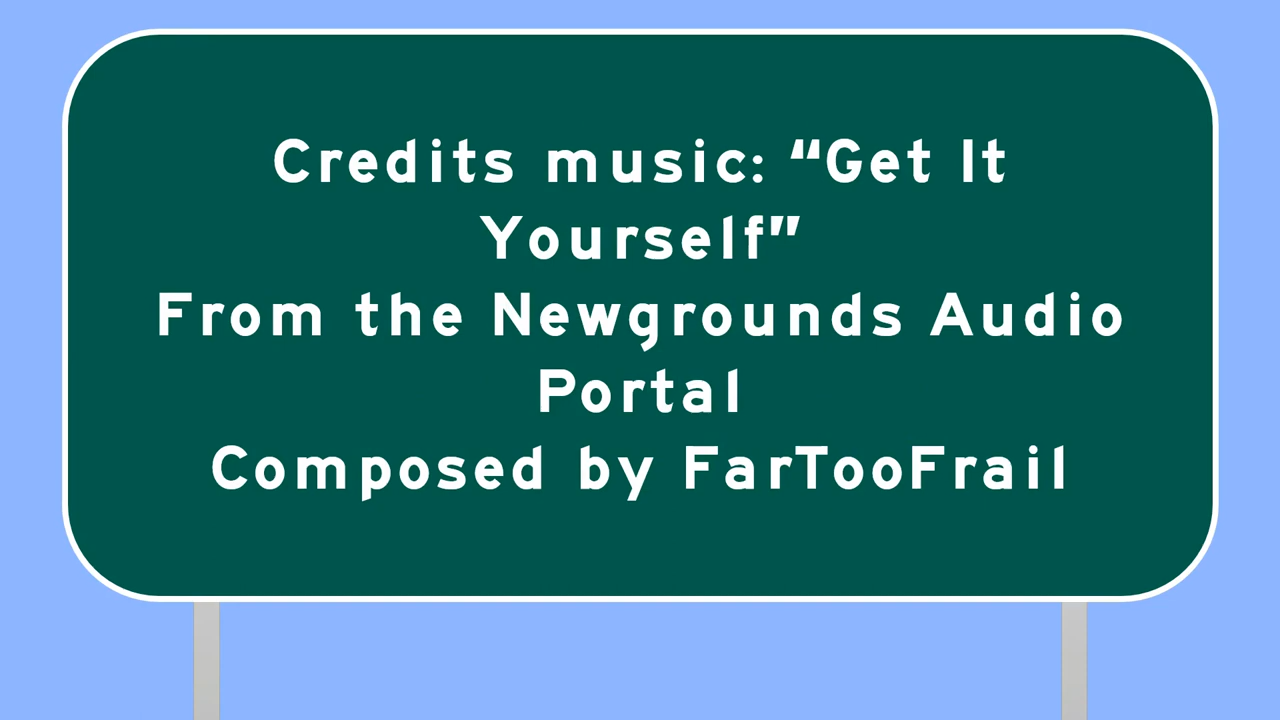 Credits music: “Get It
Yourself”
From the Newgrounds Audio
Portal
Composed by FarTooFrail